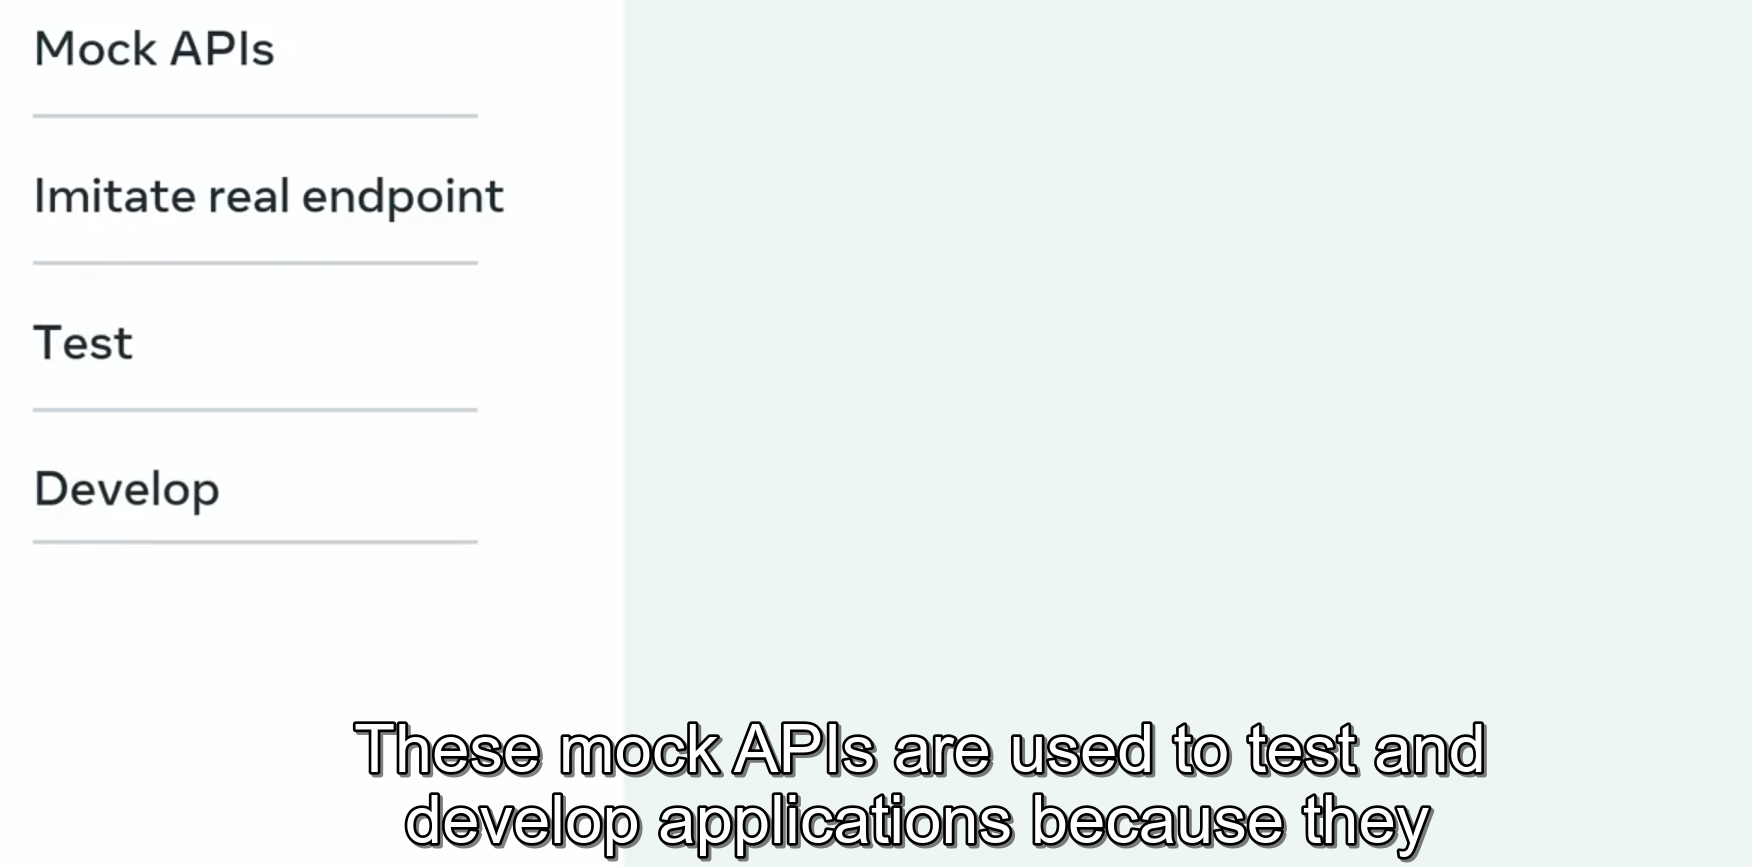 Mock APIs
Imitate real endpoint
Test
Develop
These mock APIs are used to test and
develop applications because they